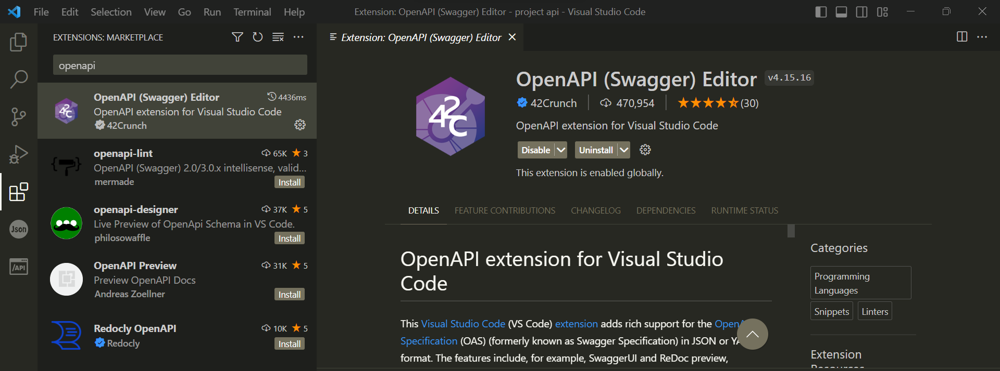 File Edit Selection View Go Run Terminal Help
Extension: OpenAPI (Swagger) Editor - project api - Visual Studio Code
EXTENSIONS: MARKETPLACE
openapi
OpenAPI (Swagger) Editor 4436ms
OpenAPI extension for Visual Studio Code
42Crunch
openapi-lint 65K 3
OpenAPI (Swagger) 2.0/3.0.x intellisense, valid...
mermade Install
openapi-designer 37K 5
Live Preview of OpenApi Schema in VS Code.
philosowaffle Install
OpenAPI Preview 31K 5
Preview OpenAPI Docs
Andreas Zoellner Install
Redocly OpenAPI 10K 5
Redocly Install
Json
/API
42c
Extension: OpenAPI (Swagger) Editor
42c
OpenAPI (Swagger) Editor v4.15.16
42Crunch 470,954 (30)
OpenAPI extension for Visual Studio Code
Disable Uninstall
This extension is enabled globally.
DETAILS FEATURE CONTRIBUTIONS CHANGELOG DEPENDENCIES RUNTIME STATUS
OpenAPI extension for Visual Studio
Code
This Visual Studio Code (VS Code) extension adds rich support for the
Specification (OAS) (formerly known as Swagger Specification) in JSON or
format. The features include, for example, SwaggerUI and ReDoc preview,
Categories
Programming
Languages
Snippets Linters
Extension
Resources